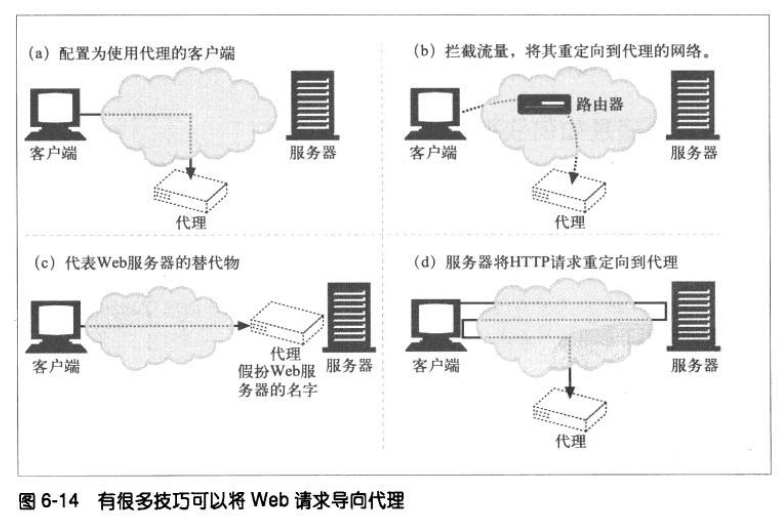 (a) 配置为使用代理的客户端
客户端
服务器
代理
(b) 拦截流量，将其重定向到代理的网络。
路由器
客户端
服务器
代理
(c) 代表Web服务器的替代物
客户端
代理
假扮Web服
务器的名字
服务器
(d) 服务器将HTTP请求重定向到代理
客户端
服务器
代理
图 6-14 有很多技巧可以将 Web 请求导向代理